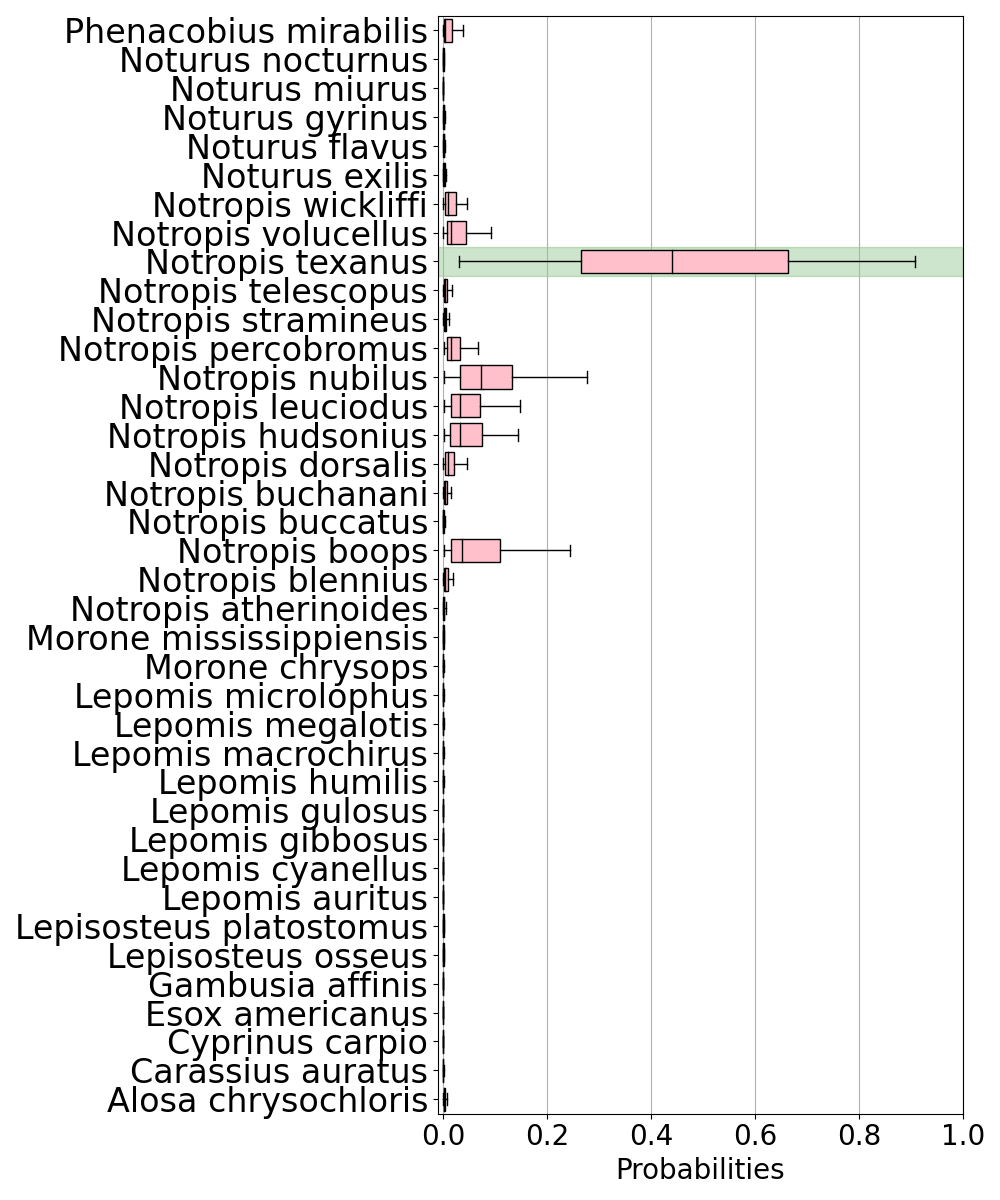 Phenacobius mirabilis
Noturus nocturnus
Noturus miurus
Noturus gyrinus
Noturus flavus
Noturus exilis
Notropis wickliffi
Notropis volucellus
Notropis texanus
Notropis telescopus
Notropis stramineus
Notropis percobromus
Notropis nubilus
Notropis leuciodus
Notropis hudsonius
Notropis dorsalis
Notropis buchanani
Notropis buccatus
Notropis boops
Notropis blennius
Notropis atherinoides
Morone mississippiensis
Morone chrysops
Lepomis microlophus
Lepomis megalotis
Lepomis macrochirus
Lepomis humilis
Lepomis gulosus
Lepomis gibbosus
Lepomis cyanellus
Lepomis auritus
Lepisosteus platostomus
Lepisosteus osseus
Gambusia affinis
Esox americanus
Cyprinus carpio
Carassius auratus
Alosa chrysochloris
0.0 0.2 0.4 0.6 0.8 1.0
Probabilities